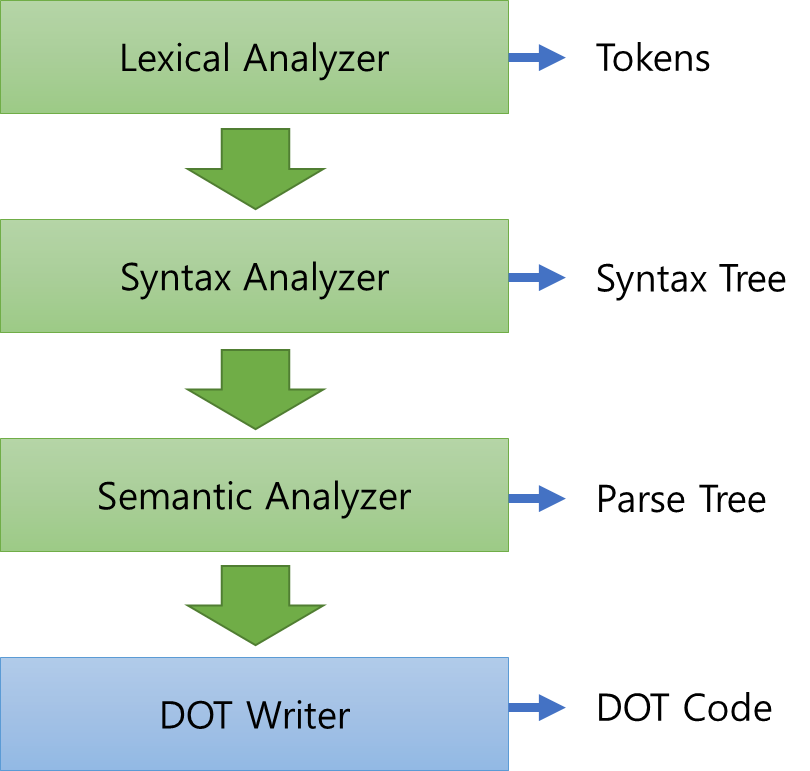 Lexical Analyzer
Tokens
Syntax Analyzer
Syntax Tree
Semantic Analyzer
Parse Tree
DOT Writer
DOT Code